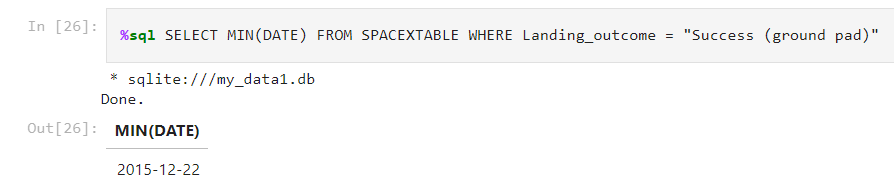 In [26]: %sql SELECT MIN(DATE) FROM SPACEXTABLE WHERE Landing_outcome = "Success (ground pad)"
* sqlite:///my_data1.db
Done.
Out[26]: MIN(DATE)
2015-12-22